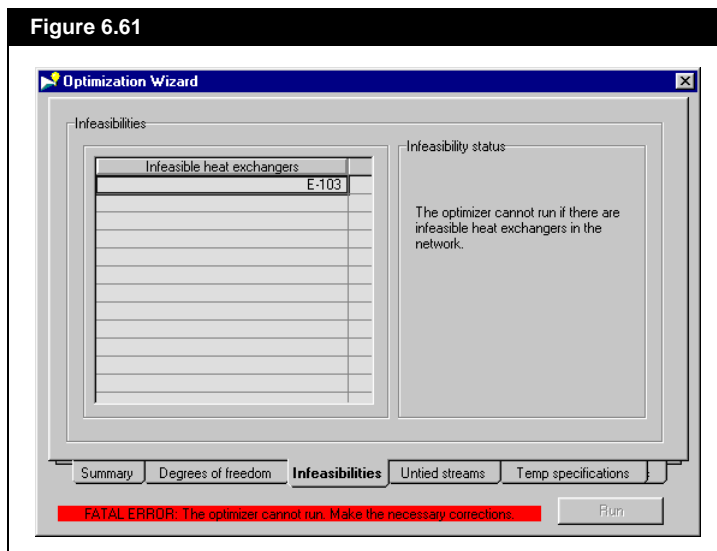 Figure 6.61
Optimization Wizard
Infeasibilities
Infeasible heat exchangers
E-103
Infeasibility status
The optimizer cannot run if there are
infeasible heat exchangers in the
network.
Summary Degrees of freedom Infeasibilities Untied streams Temp specifications
FATAL ERROR: The optimizer cannot run. Make the necessary corrections.
Run